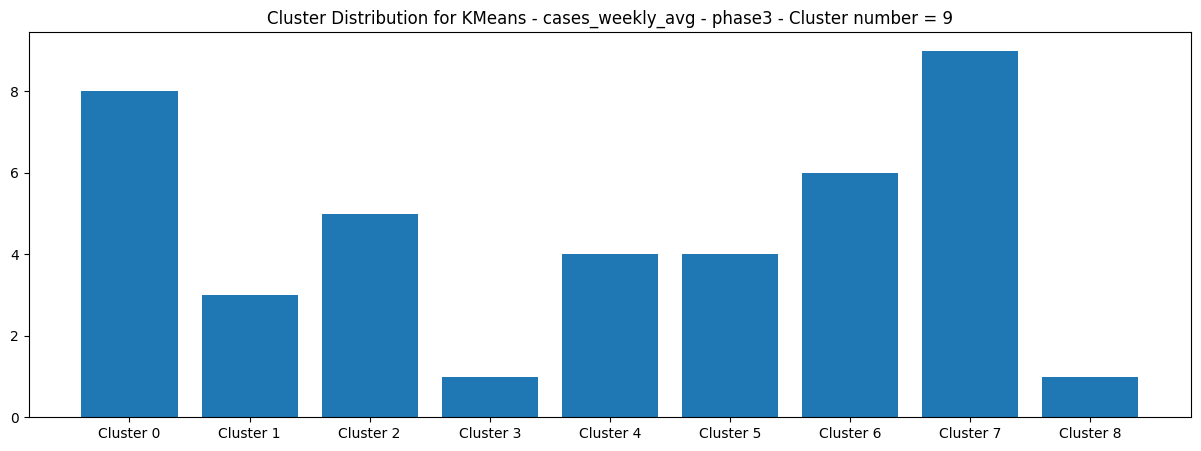 Cluster Distribution for KMeans - cases_weekly_avg - phase3 - Cluster number = 9
8
6
4
2
0
Cluster 0 Cluster 1 Cluster 2 Cluster 3 Cluster 4 Cluster 5 Cluster 6 Cluster 7 Cluster 8